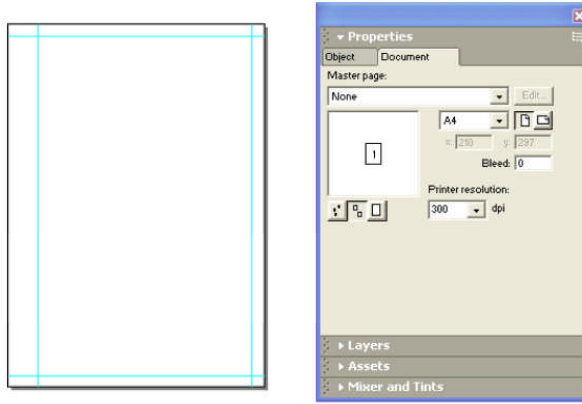 Properties
Object Document
Master page:
None Edit...
A4
x: 210 y: 297
1
Bleed: 0
Printer resolution:
300 dpi
Layers
Assets
Mixer and Tints